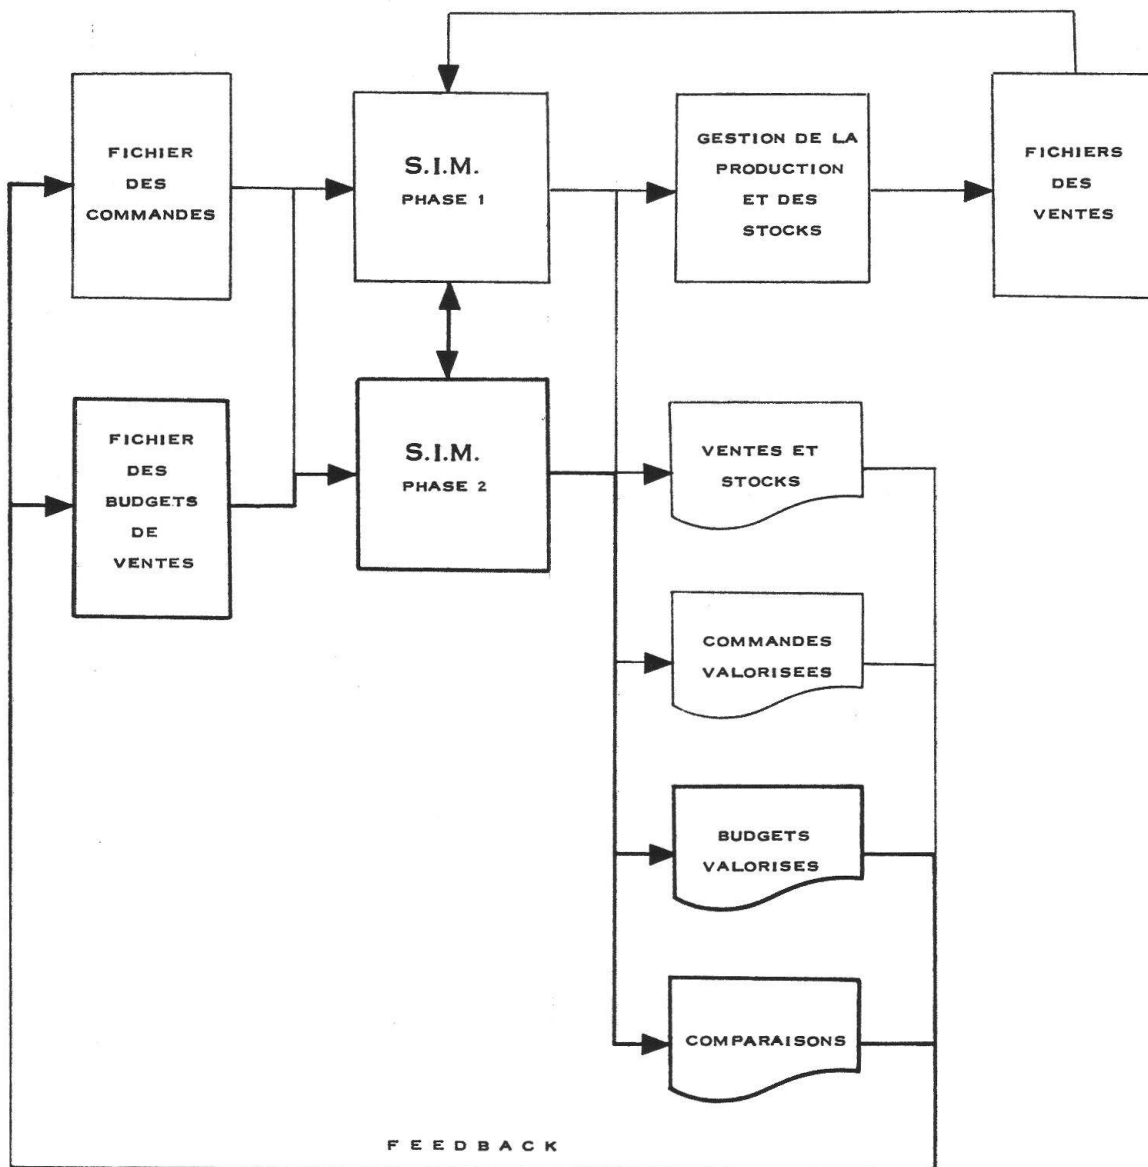 FICHIER
DES
COMMANDES
S.I.M.
PHASE 1
GESTION DE LA
PRODUCTION
ET DES
STOCKS
FICHIERS
DES
VENTES
FICHIER
DES
BUDGETS
DE
VENTES
S.I.M.
PHASE 2
VENTES ET
STOCKS
COMMANDES
VALORISEES
BUDGETS
VALORISES
COMPARAISONS
FEEDBACK